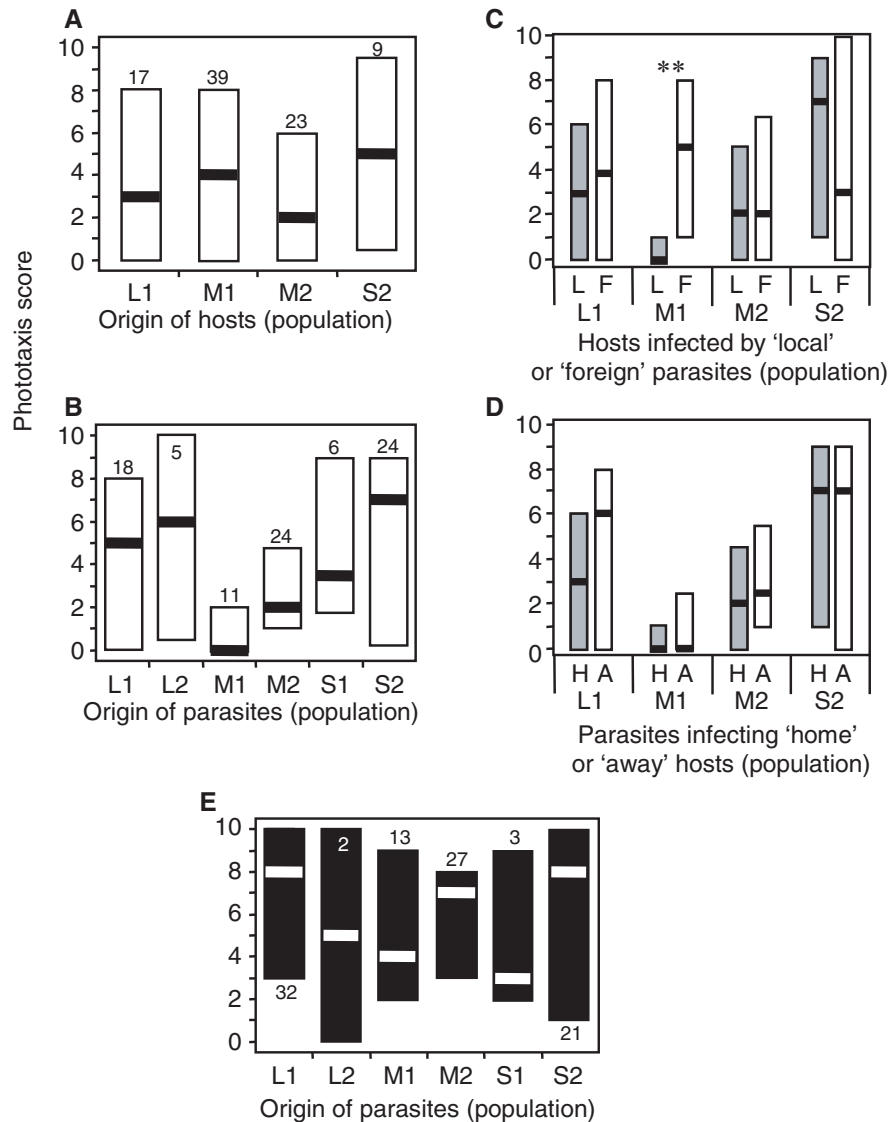 Phototaxis score
A
10
8
6
4
2
0
17 39 23 9
L1 M1 M2 S2
Origin of hosts (population)
B
10
8
6
4
2
0
18 5 11 24 6 24
L1 L2 M1 M2 S1 S2
Origin of parasites (population)
C
10
8
6
4
2
0
**
L F L F L F L F
L1 M1 M2 S2
Hosts infected by ‘local’
or ‘foreign’ parasites (population)
D
10
8
6
4
2
0
H A H A H A H A
L1 M1 M2 S2
Parasites infecting ‘home’
or ‘away’ hosts (population)
E
10
8
6
4
2
0
32 2 13 27 3 21
L1 L2 M1 M2 S1 S2
Origin of parasites (population)